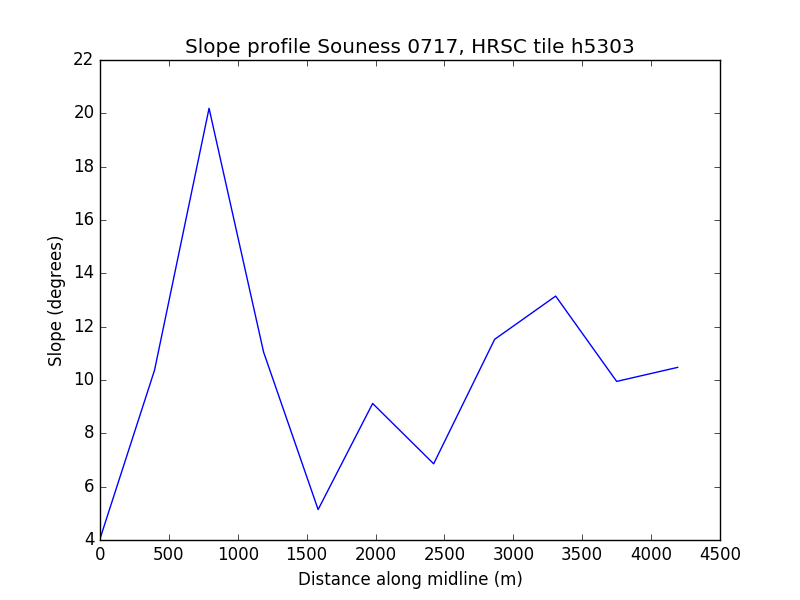 Slope profile Souness 0717, HRSC tile h5303
22
20
18
16
14
12
10
8
6
4
Slope (degrees)
0 500 1000 1500 2000 2500 3000 3500 4000 4500
Distance along midline (m)